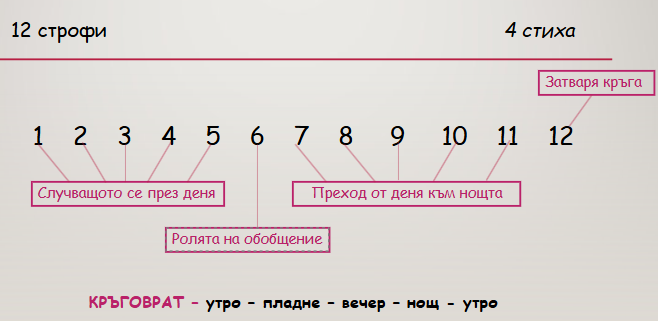 12 строфи 4 стиха
Затваря кръга
1 2 3 4 5 6 7 8 9 10 11 12
Случващото се през деня Преход от деня към нощта
Ролята на обобщение
КРЪГОВРАТ – утро – пладне – вечер – нощ – утро